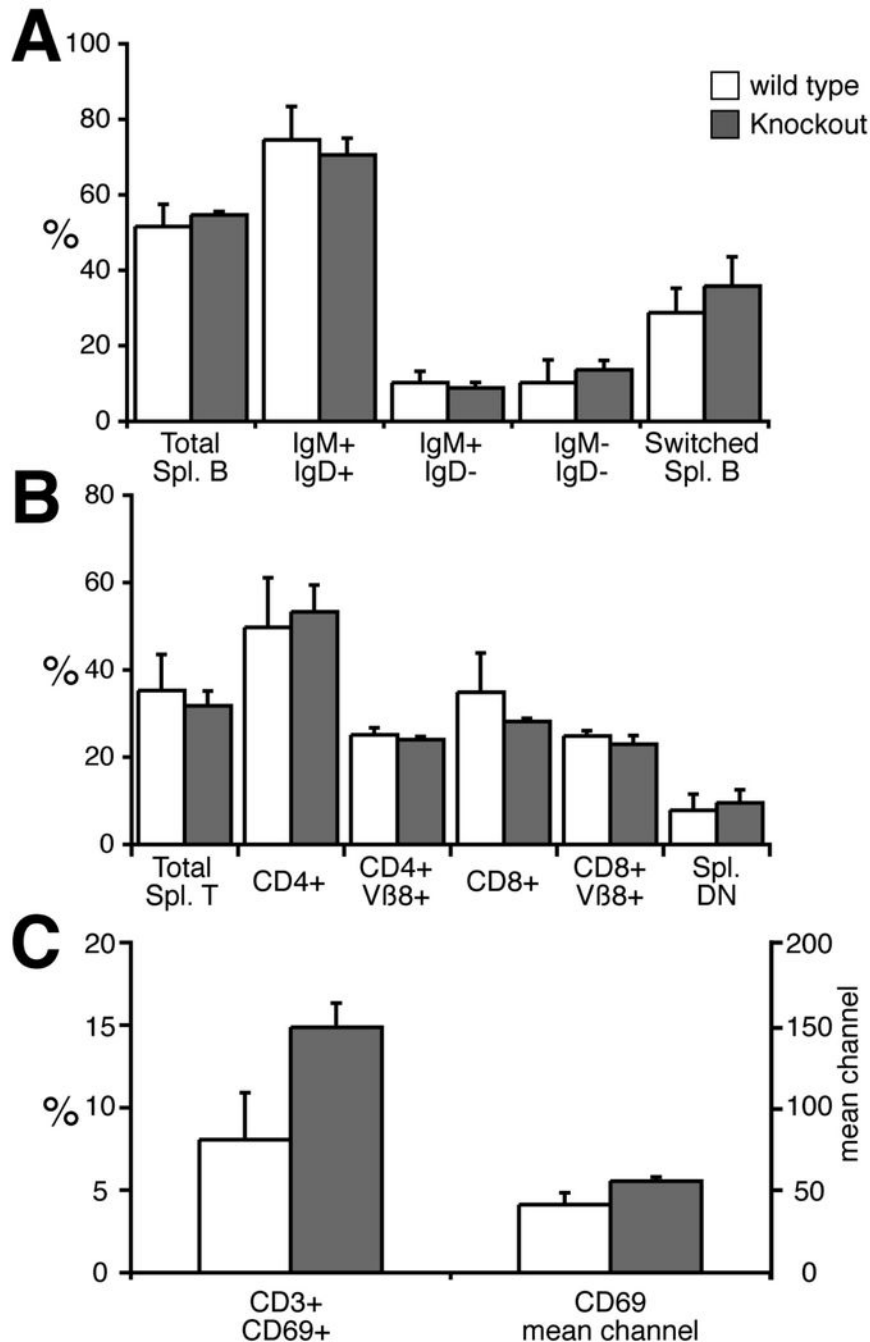 A
100
80
60
%
40
20
0
wild type
Knockout
Total
Spl. B
IgM+
IgD+
IgM+
IgD-
IgM-
IgD-
Switched
Spl. B
B
80
60
%
40
20
0
Total
Spl. T
CD4+
CD4+
Vß8+
CD8+
CD8+
Vß8+
Spl.
DN
C
20
15
%
10
5
0
200
150
100
50
0
mean channel
CD3+
CD69+
CD69
mean channel